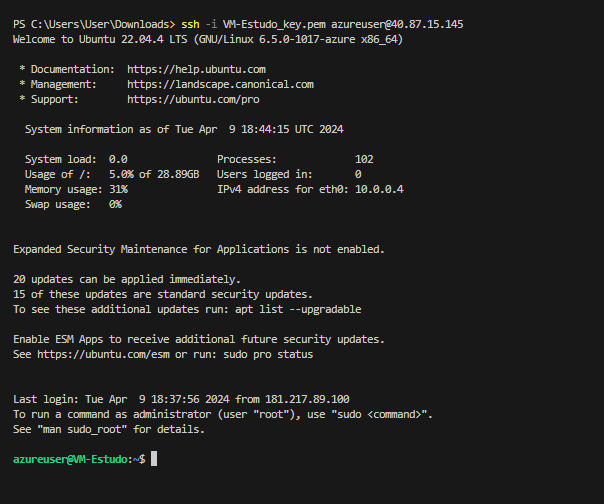 PS C:\Users\User\Downloads> ssh -i VM-Estudo_key.pem azureuser@40.87.15.145
Welcome to Ubuntu 22.04.4 LTS (GNU/Linux 6.5.0-1017-azure x86_64)
* Documentation: https://help.ubuntu.com
* Management: https://landscape.canonical.com
* Support: https://ubuntu.com/pro
System information as of Tue Apr 9 18:44:15 UTC 2024
System load: 0.0 Processes: 102
Usage of /: 5.0% of 28.89GB Users logged in: 0
Memory usage: 31% IPv4 address for eth0: 10.0.0.4
Swap usage: 0%
Expanded Security Maintenance for Applications is not enabled.
20 updates can be applied immediately.
15 of these updates are standard security updates.
To see these additional updates run: apt list --upgradable
Enable ESM Apps to receive additional future security updates.
See https://ubuntu.com/esm or run: sudo pro status
Last login: Tue Apr 9 18:37:56 2024 from 181.217.89.100
To run a command as administrator (user "root"), use "sudo <command>".
See "man sudo_root" for details.
azureuser@VM-Estudo:~$